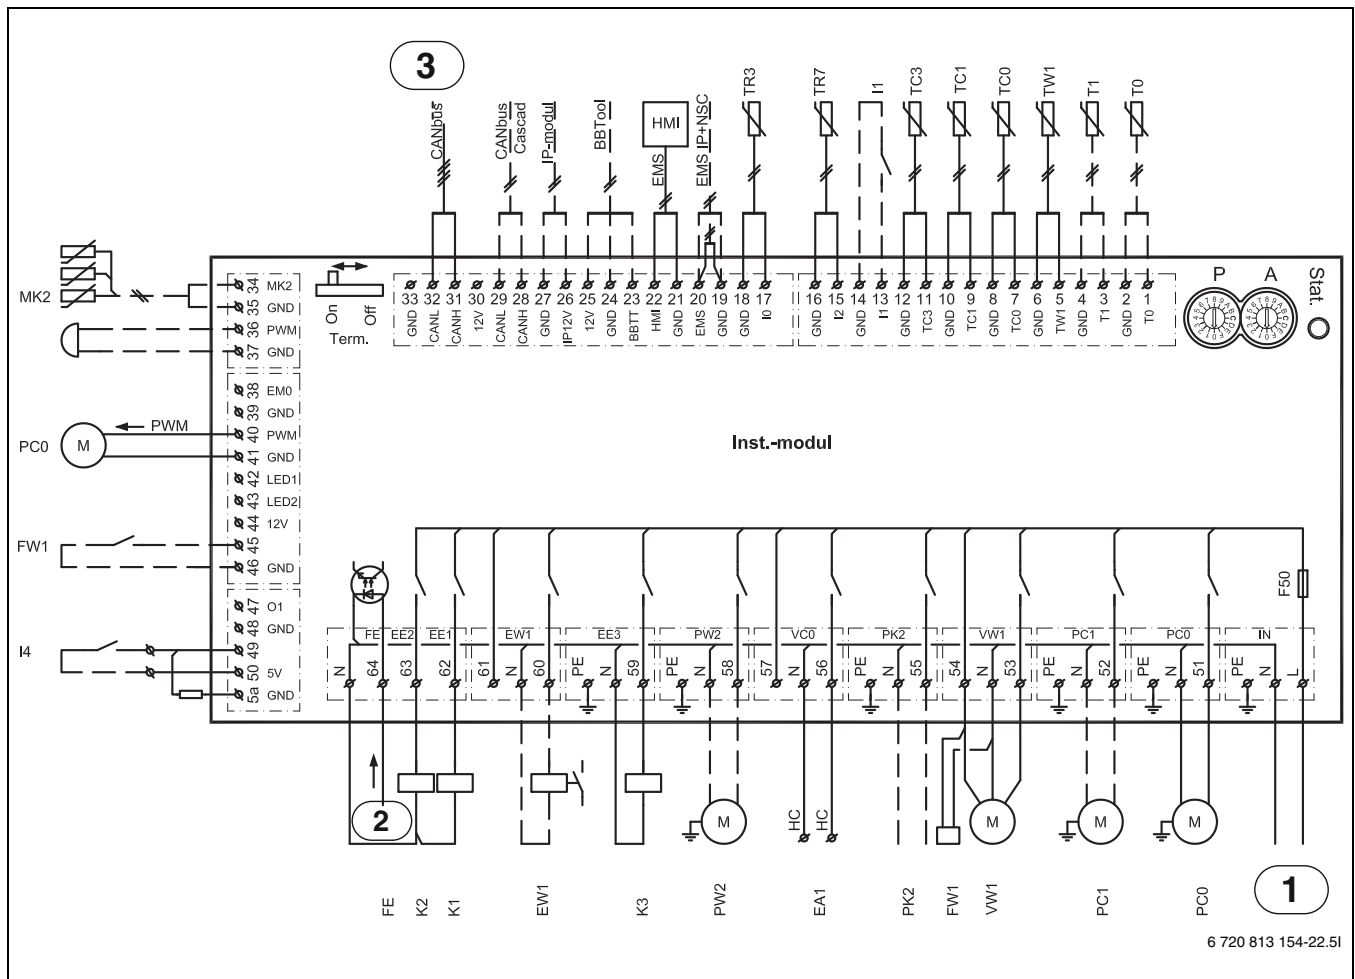 3
CANbus
CANbus
Cascad
IP-modul
BBTool
HMI
EMS
EMS IP+NSC
TR3
TR7
I1
TC3
TC1
TC0
TW1
T1
T0
MK2
PC0
M
PWM
FW1
I4
34 MK2
35 GND
36 PWM
37 GND
38 EM0
39 GND
40 PWM
41 GND
42 LED1
43 LED2
44 12V
45
46 GND
47 O1
48 GND
49
50 5V
5a GND
On
Off
Term.
33 GND
32 CANL
31 CANH
30 12V
29 CANL
28 CANH
27 GND
26 IP12V
25 12V
24 GND
23 BBTT
22 HMI
21 GND
20 EMS
19 GND
18 GND
17 I0
16 GND
15 I2
14 GND
13 I1
12 GND
11 TC3
10 GND
9 TC1
8 GND
7 TC0
6 GND
5 TW1
4 GND
3 T1
2 GND
1 T0
P
A
Stat.
Inst.-modul
F50
FE EE2 EE1 EW1 EE3 PW2 VC0 PK2 VW1 PC1 PC0 IN
N 64 63 62 61 N 60 PE N 59 PE N 58 57 N 56 PE N 55 54 N 53 PE N 52 PE N 51 PE N L
2
M
HC
HC
M
M
M
1
FE
K2
K1
EW1
K3
PW2
EA1
PK2
FW1
VW1
PC1
PC0
6 720 813 154-22.5I